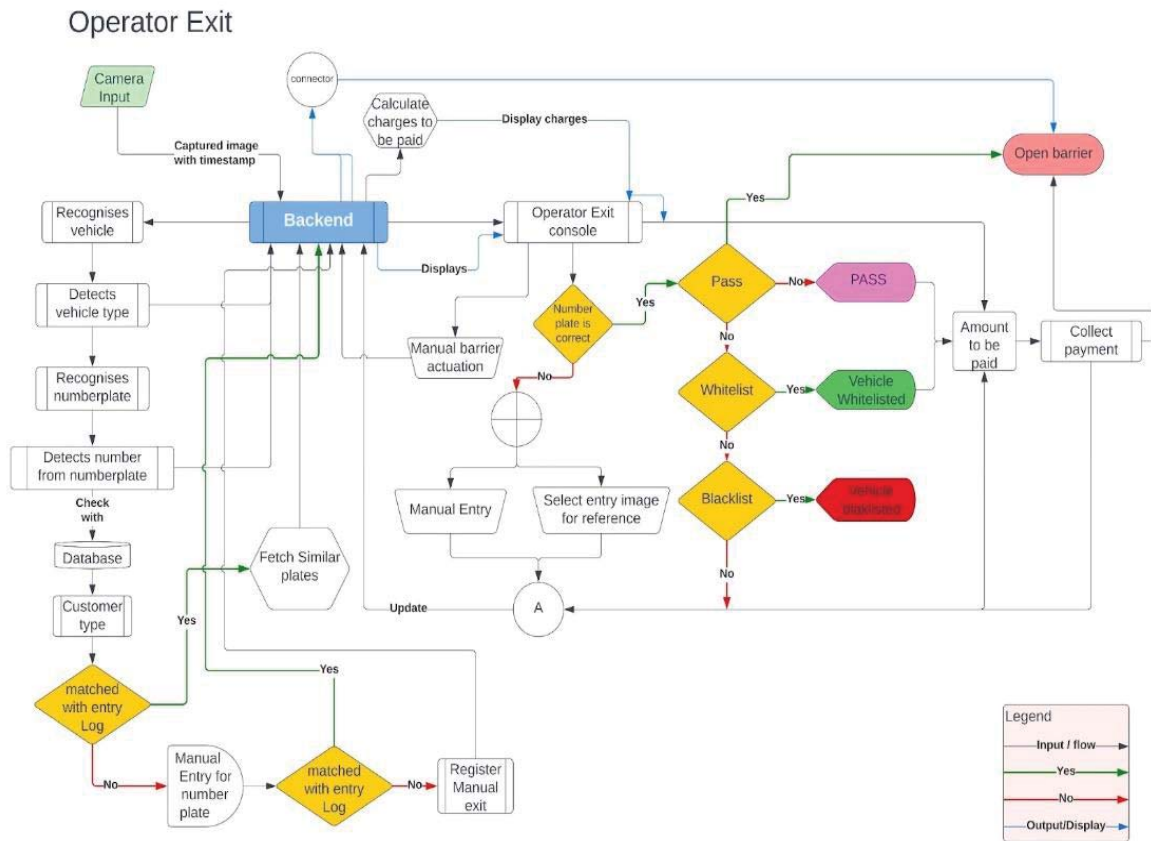 Operator Exit
Camera
Input
connector
Calculate
charges to
be paid
Display charges
Captured image
with timestamp
Open barrier
Yes
Recognises
vehicle
Backend
Operator Exit
console
Displays
Detects
vehicle type
Number
plate is
correct
Yes
Pass
No
PASS
Manual barrier
actuation
No
Amount
to be
paid
Collect
payment
Recognises
numberplate
No
Whitelist
Yes
Vehicle
Whitelisted
Detects number
from numberplate
No
Manual Entry
Select entry image
for reference
Blacklist
Yes
Vehicle
blaklisted
Check
with
Database
Fetch Similar
plates
No
Customer
type
Yes
Update
A
matched
with entry
Log
Yes
No
Manual
Entry for
number
plate
matched
with entry
Log
No
Register
Manual
exit
Legend
Input / flow
Yes
No
Output/Display